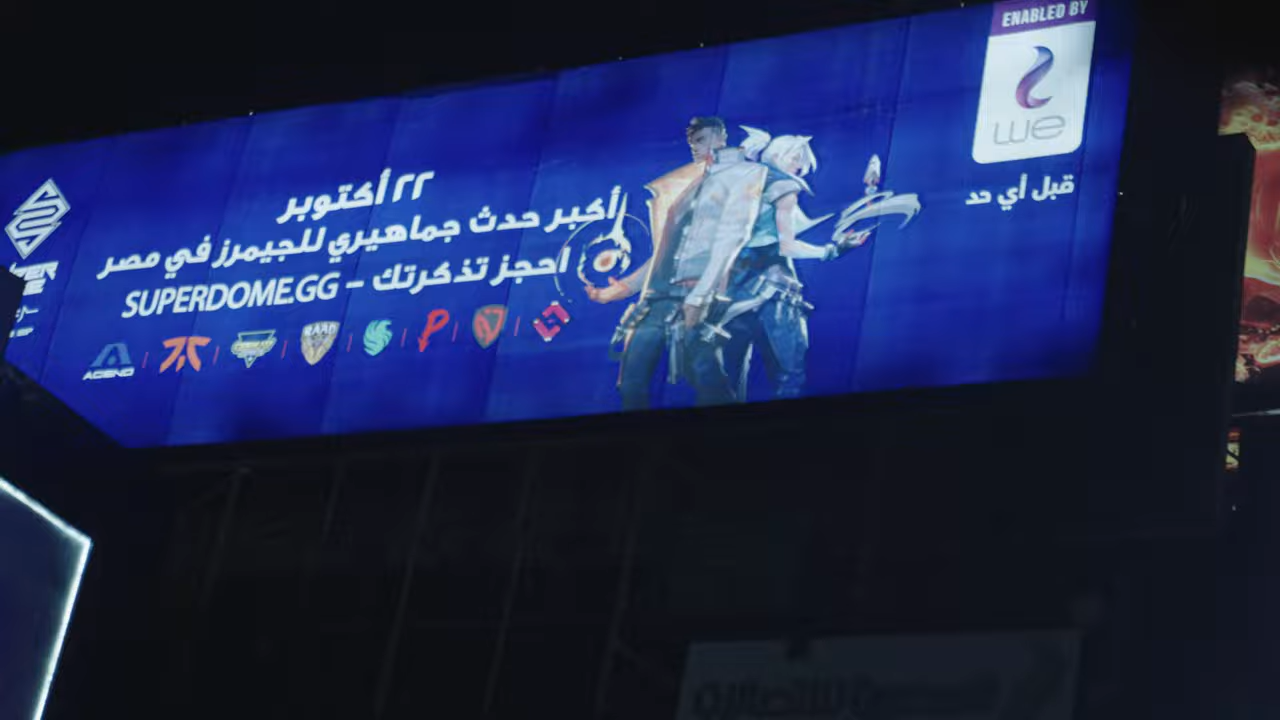 ENABLED BY
we
قبل أي حد
٢٢ أكتوبر
أكبر حدث جماهيري للجيمرز في مصر
احجز تذكرتك - SUPERDOME.GG
ACEND
RAAD